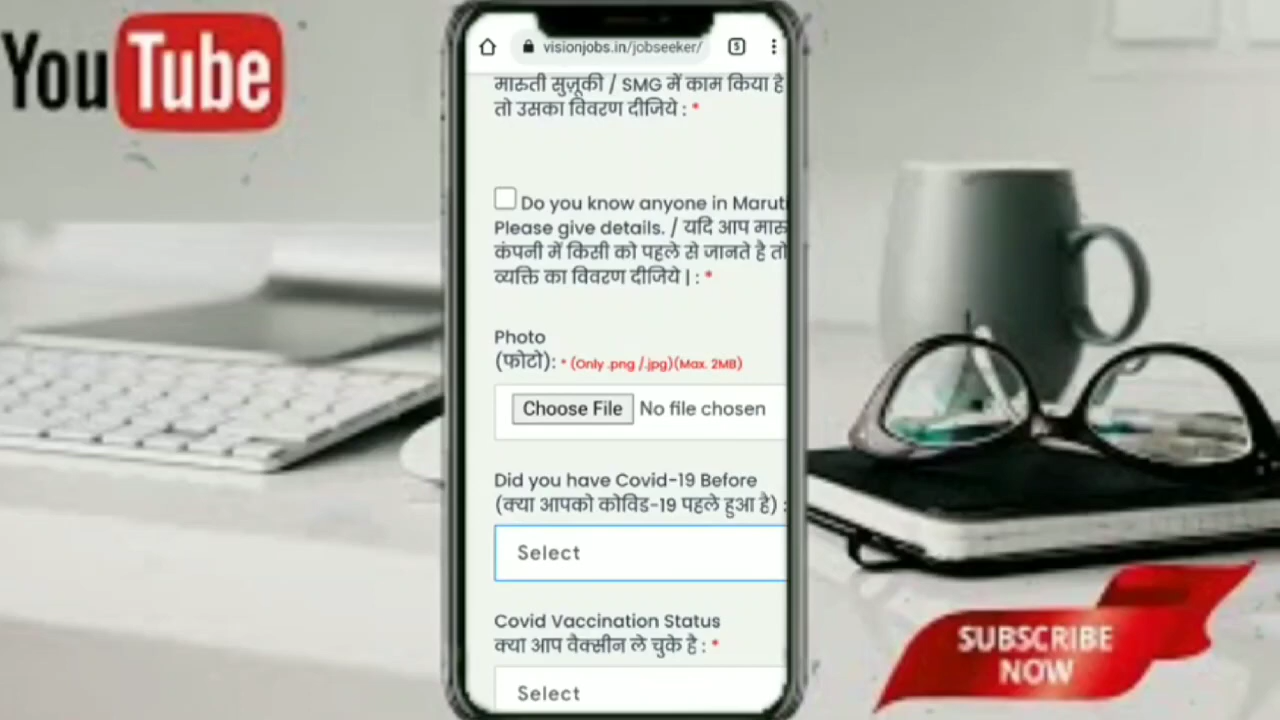 YouTube
visionjobs.in/jobseeker/
5
मारुती सुज़ूकी / SMG में काम किया है
तो उसका विवरण दीजिये : *
Do you know anyone in Maruti
Please give details. / यदि आप मारु
कंपनी में किसी को पहले से जानते है तो
व्यक्ति का विवरण दीजिये | : *
Photo
(फोटो): * (Only .png /.jpg)(Max. 2MB)
Choose File No file chosen
Did you have Covid-19 Before
(क्या आपको कोविड-19 पहले हुआ है) :
Select
Covid Vaccination Status
क्या आप वैक्सीन ले चुके है : *
Select
SUBSCRIBE
NOW